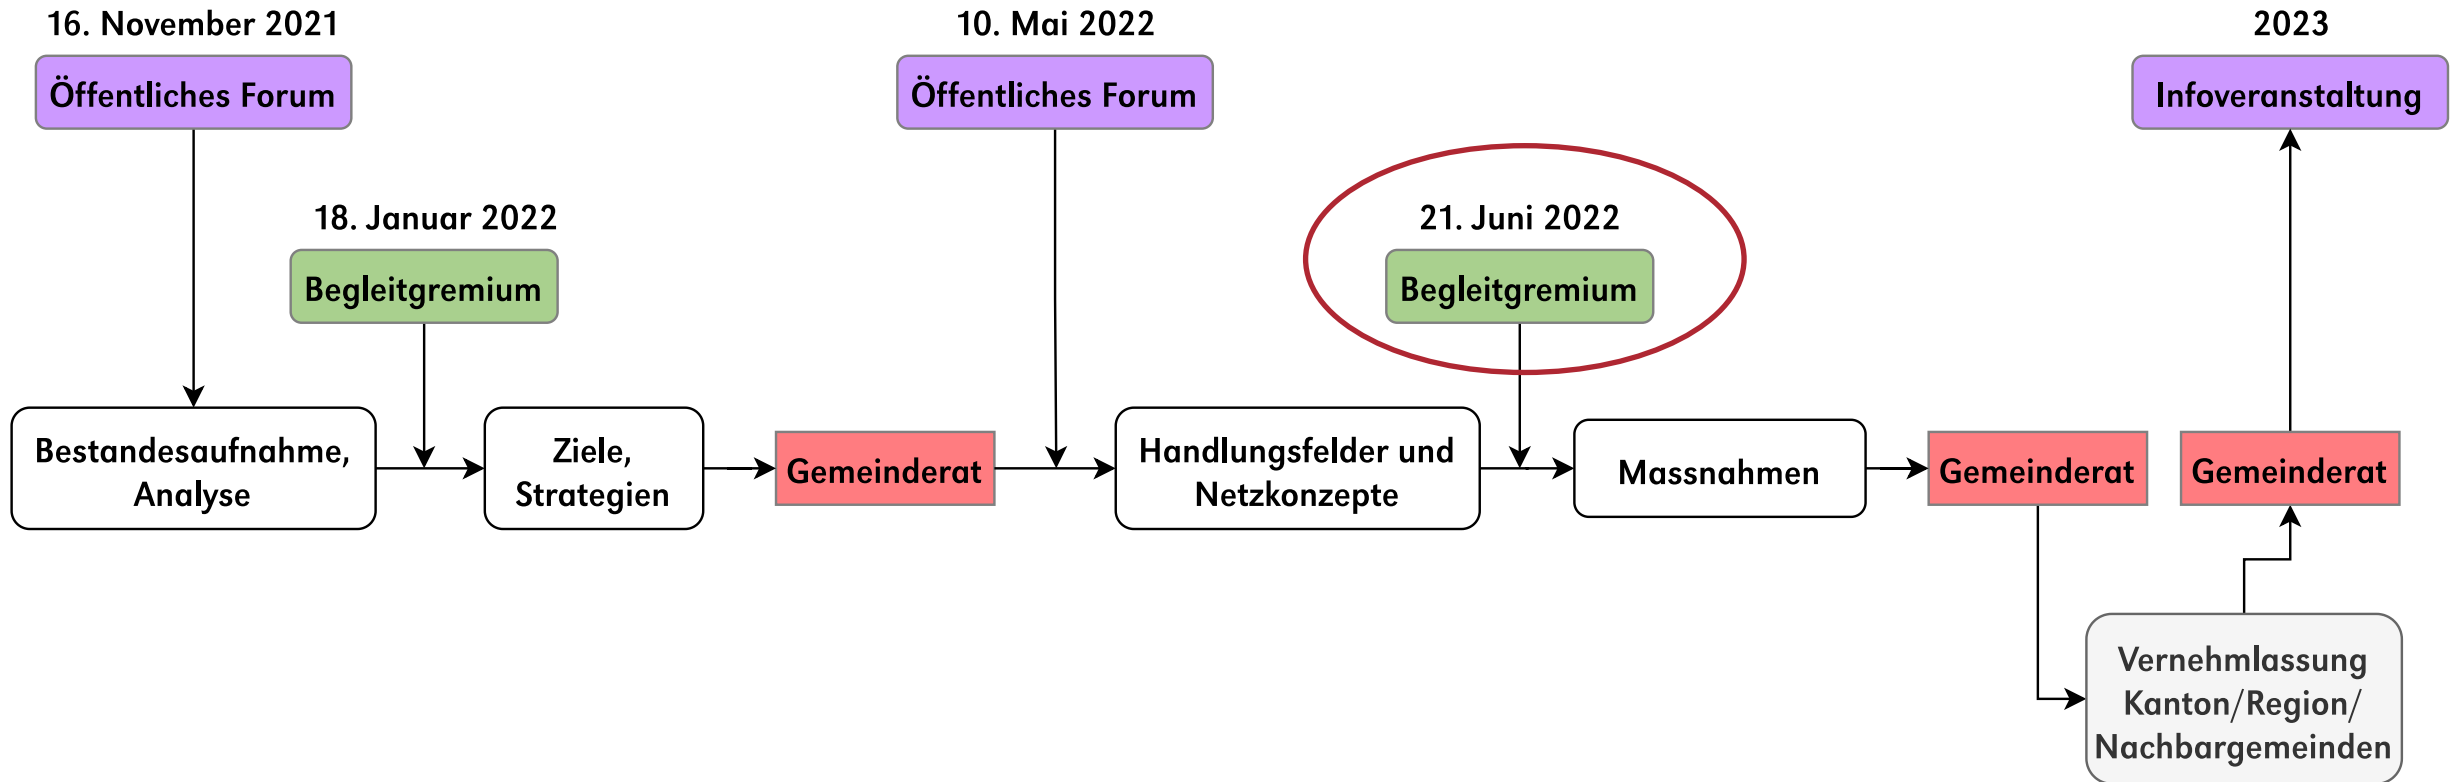 16. November 2021
Öffentliches Forum
10. Mai 2022
Öffentliches Forum
2023
Infoveranstaltung
18. Januar 2022
Begleitgremium
21. Juni 2022
Begleitgremium
Bestandesaufnahme,
Analyse
Ziele,
Strategien
Gemeinderat
Handlungsfelder und
Netzkonzepte
Massnahmen
Gemeinderat
Gemeinderat
Vernehmlassung
Kanton/Region/
Nachbargemeinden